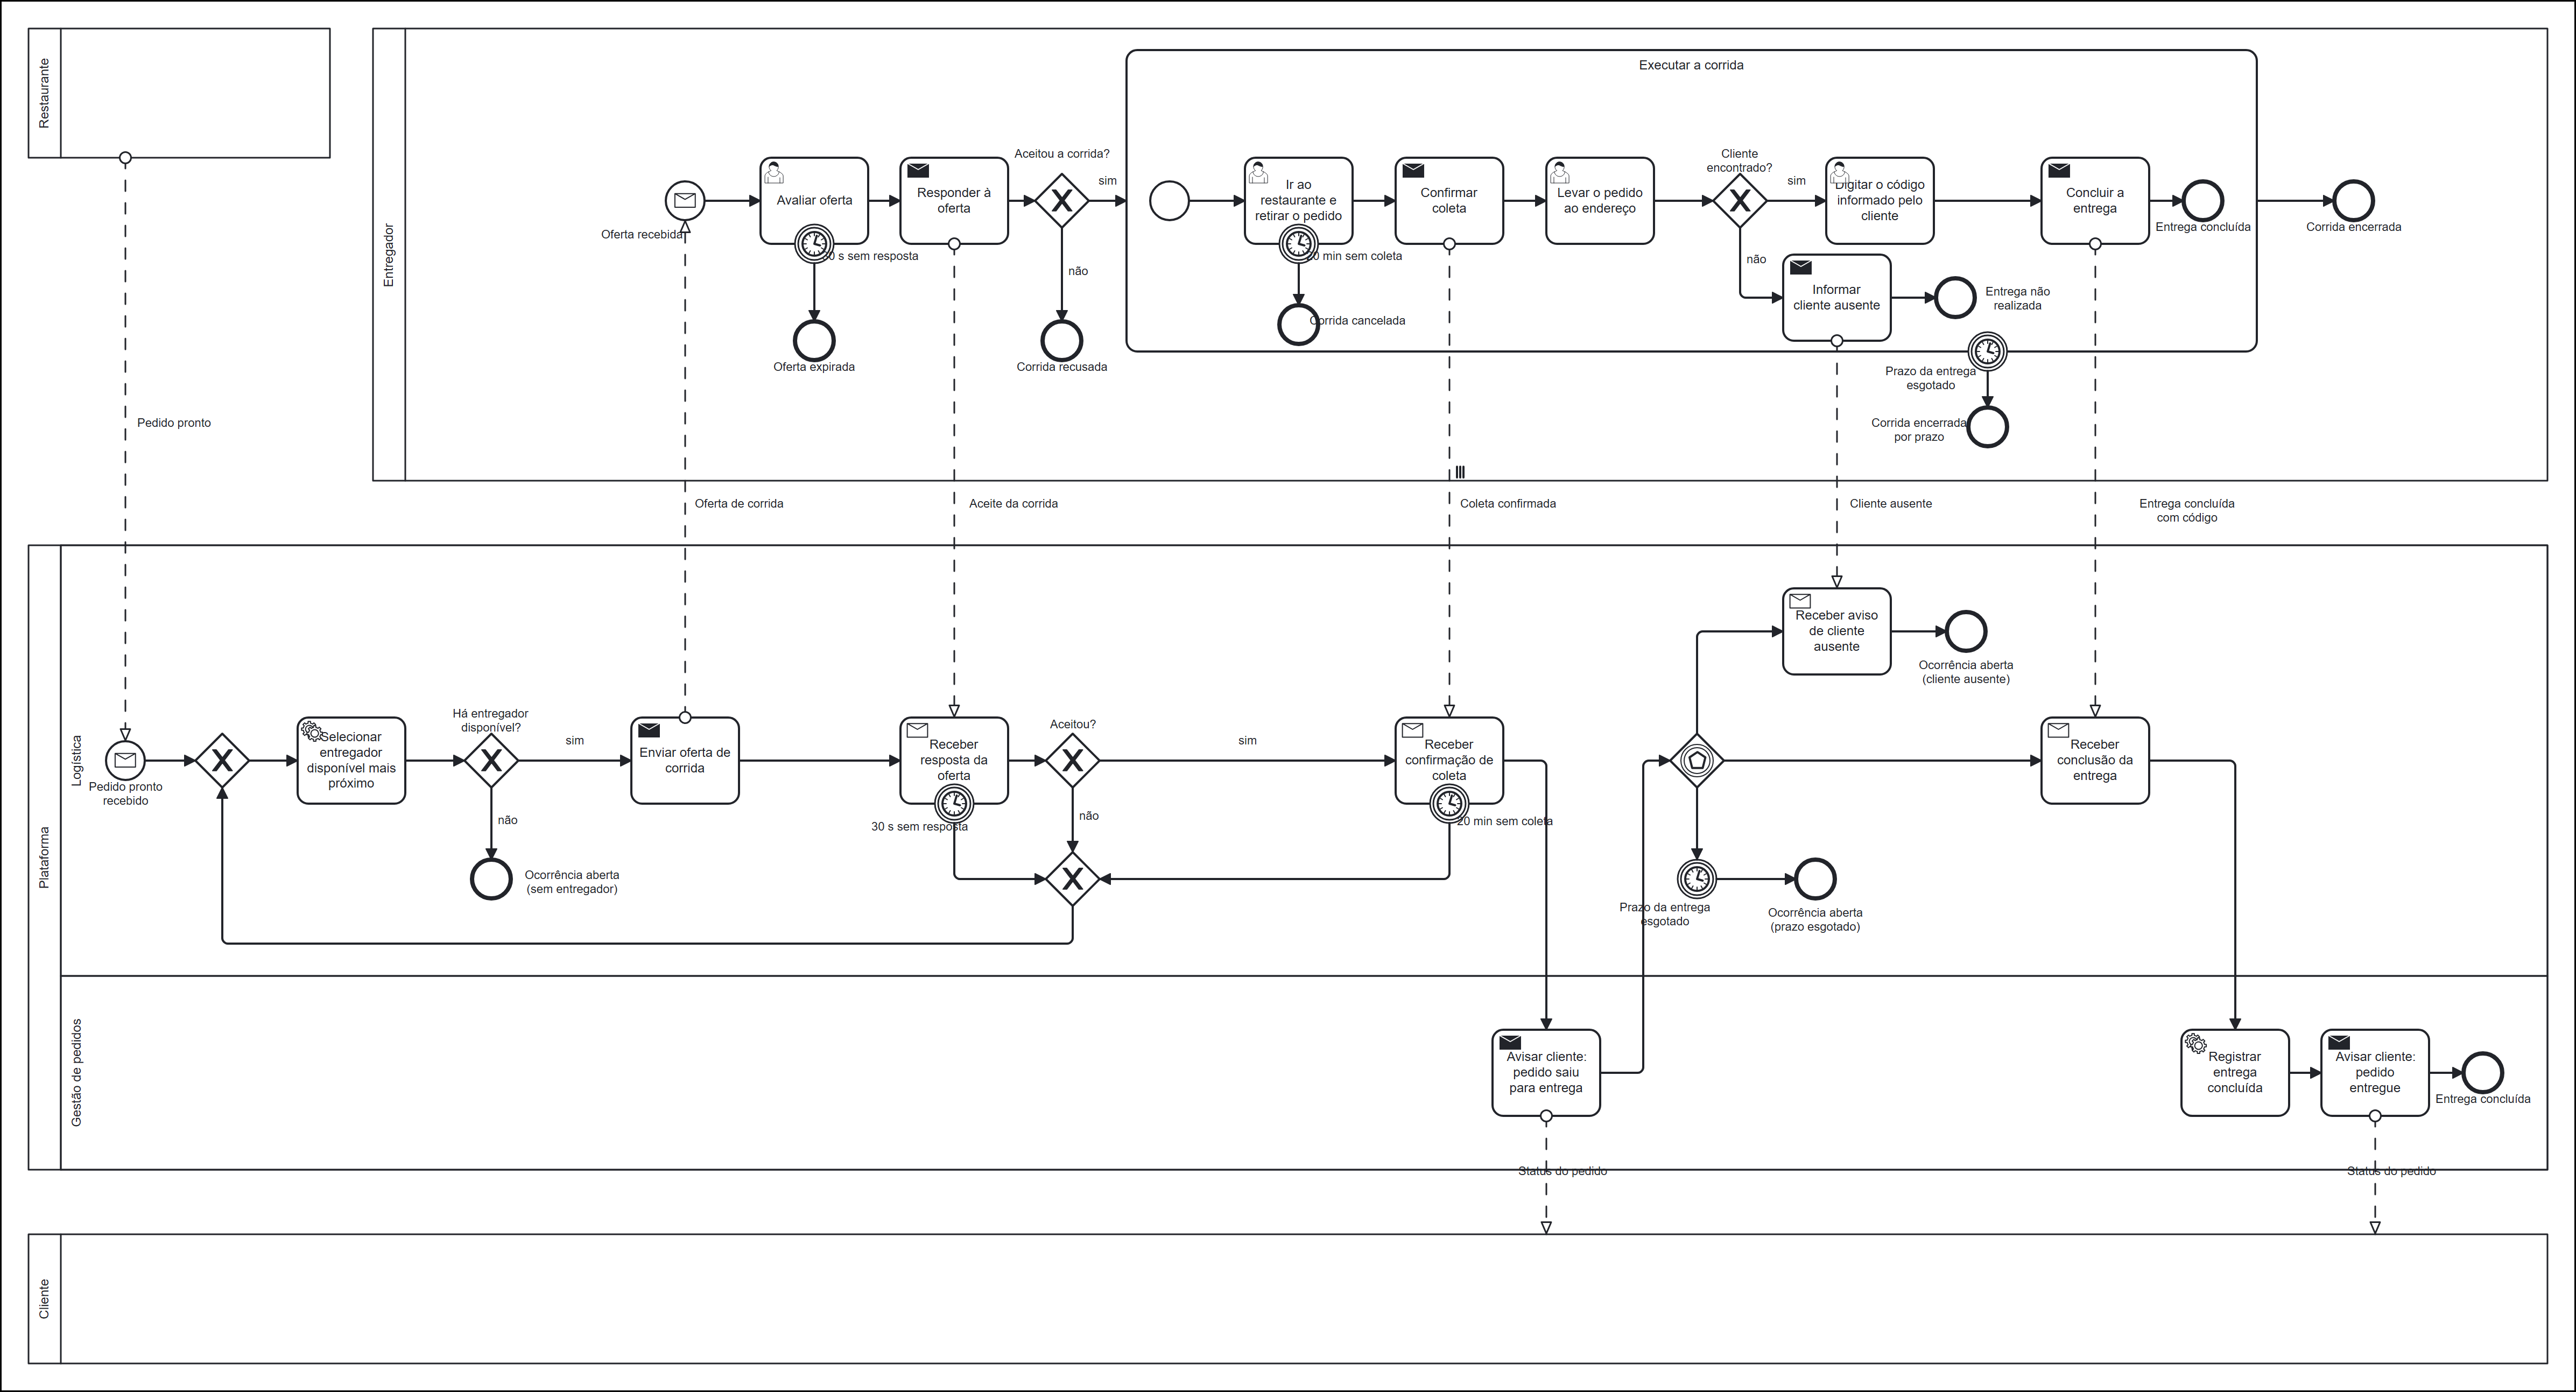 Restaurante
Entregador
Executar a corrida
Oferta recebida
Avaliar oferta
30 s sem resposta
Oferta expirada
Responder à
oferta
Aceitou a corrida?
sim
não
Corrida recusada
Ir ao
restaurante e
retirar o pedido
20 min sem coleta
Corrida cancelada
Confirmar
coleta
Levar o pedido
ao endereço
Cliente
encontrado?
sim
não
Digitar o código
informado pelo
cliente
Informar
cliente ausente
Entrega não
realizada
Concluir a
entrega
Entrega concluída
Corrida encerrada
Prazo da entrega
esgotado
Corrida encerrada
por prazo
Pedido pronto
Oferta de corrida
Aceite da corrida
Coleta confirmada
Cliente ausente
Entrega concluída
com código
Plataforma
Logística
Pedido pronto
recebido
Selecionar
entregador
disponível mais
próximo
Há entregador
disponível?
sim
não
Ocorrência aberta
(sem entregador)
Enviar oferta de
corrida
Receber
resposta da
oferta
30 s sem resposta
Aceitou?
sim
não
Receber
confirmação de
coleta
20 min sem coleta
Receber aviso
de cliente
ausente
Ocorrência aberta
(cliente ausente)
Prazo da entrega
esgotado
Ocorrência aberta
(prazo esgotado)
Receber
conclusão da
entrega
Gestão de pedidos
Avisar cliente:
pedido saiu
para entrega
Registrar
entrega
concluída
Avisar cliente:
pedido
entregue
Entrega concluída
Status do pedido
Status do pedido
Cliente